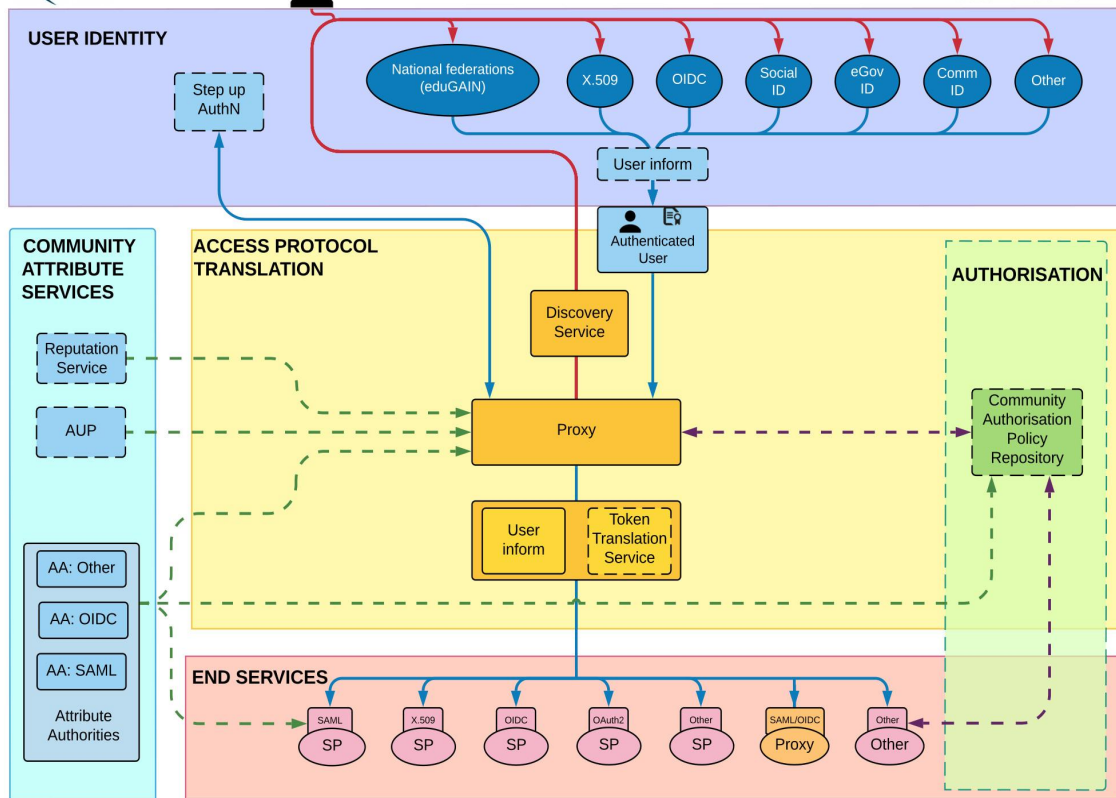 USER IDENTITY
National federations
(eduGAIN)
X.509
OIDC
Social
ID
eGov
ID
Comm
ID
Other
Step up
AuthN
User inform
Authenticated
User
COMMUNITY
ATTRIBUTE
SERVICES
Reputation
Service
AUP
AA: Other
AA: OIDC
AA: SAML
Attribute
Authorities
ACCESS PROTOCOL
TRANSLATION
Discovery
Service
Proxy
User
inform
Token
Translation
Service
AUTHORISATION
Community
Authorisation
Policy
Repository
END SERVICES
SAML
SP
X.509
SP
OIDC
SP
OAuth2
SP
Other
SP
SAML/OIDC
Proxy
Other
Other